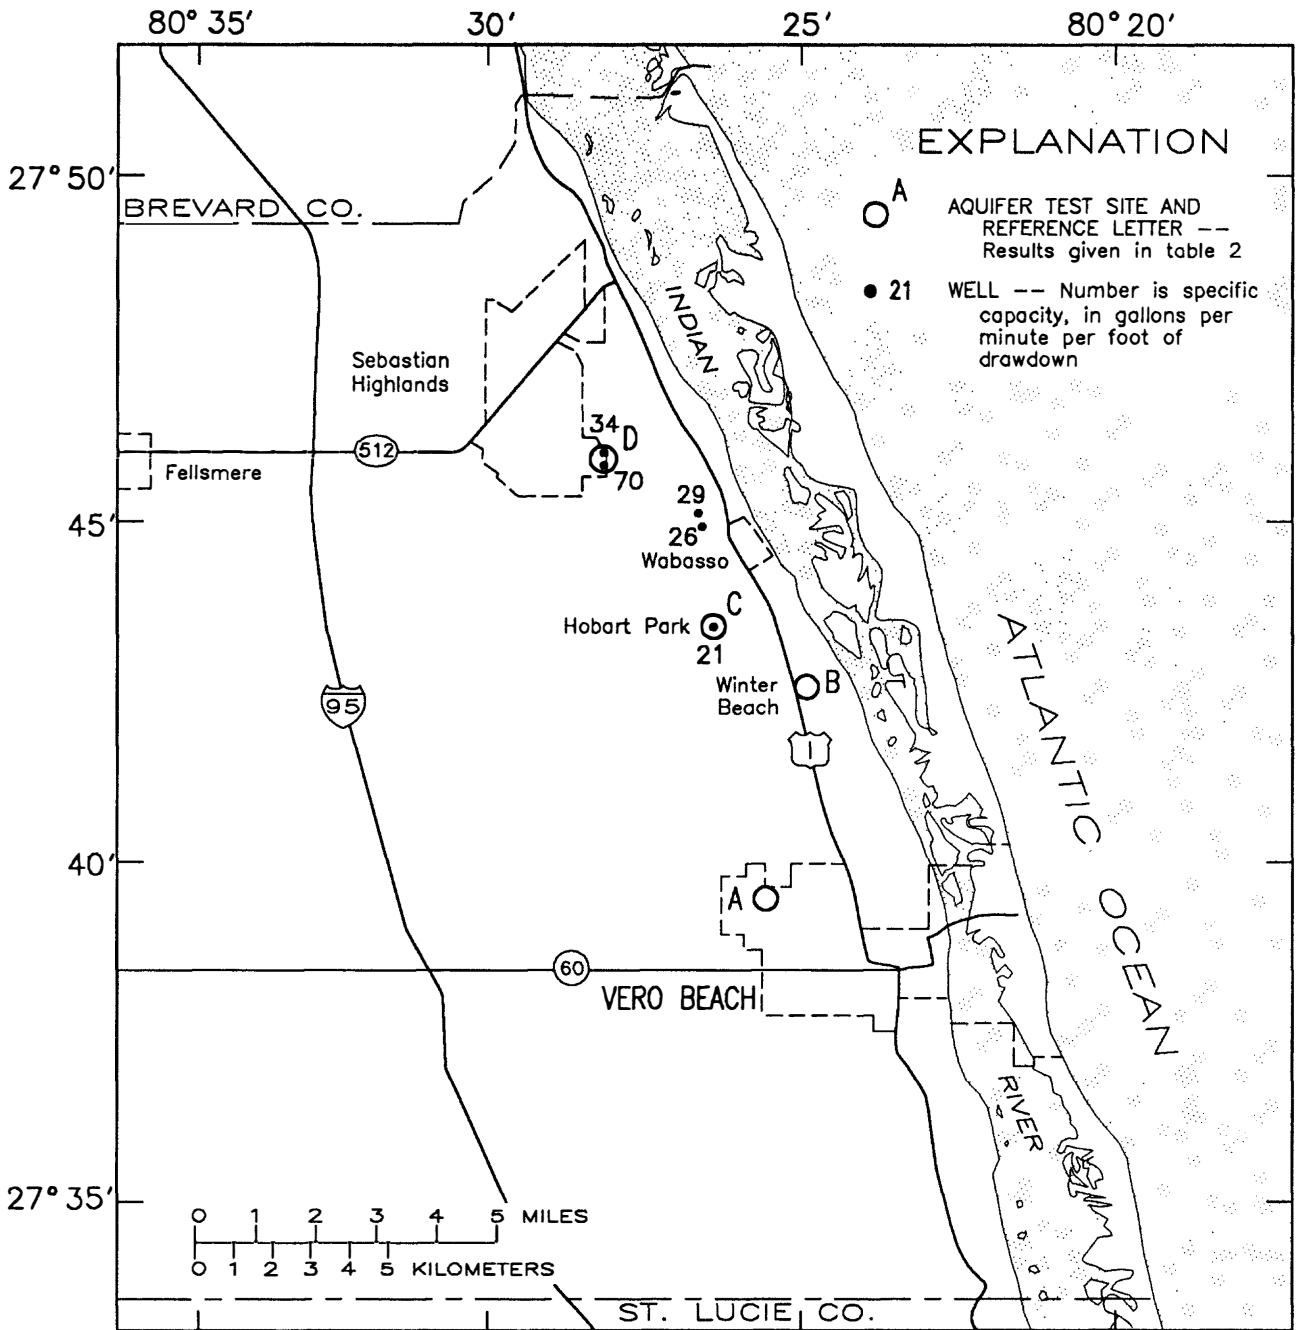 80° 35′
30′
25′
80° 20′
EXPLANATION
27° 50′
BREVARD CO.
A
AQUIFER TEST SITE AND
REFERENCE LETTER --
Results given in table 2
21
WELL -- Number is specific
capacity, in gallons per
minute per foot of
drawdown
INDIAN
Sebastian
Highlands
34
D
512
Fellsmere
70
29
45′
26
Wabasso
C
Hobart Park
21
ATLANTIC OCEAN
Winter
Beach
B
95
1
40′
A
60
VERO BEACH
RIVER
27° 35′
0 1 2 3 4 5 MILES
0 1 2 3 4 5 KILOMETERS
ST. LUCIE CO.